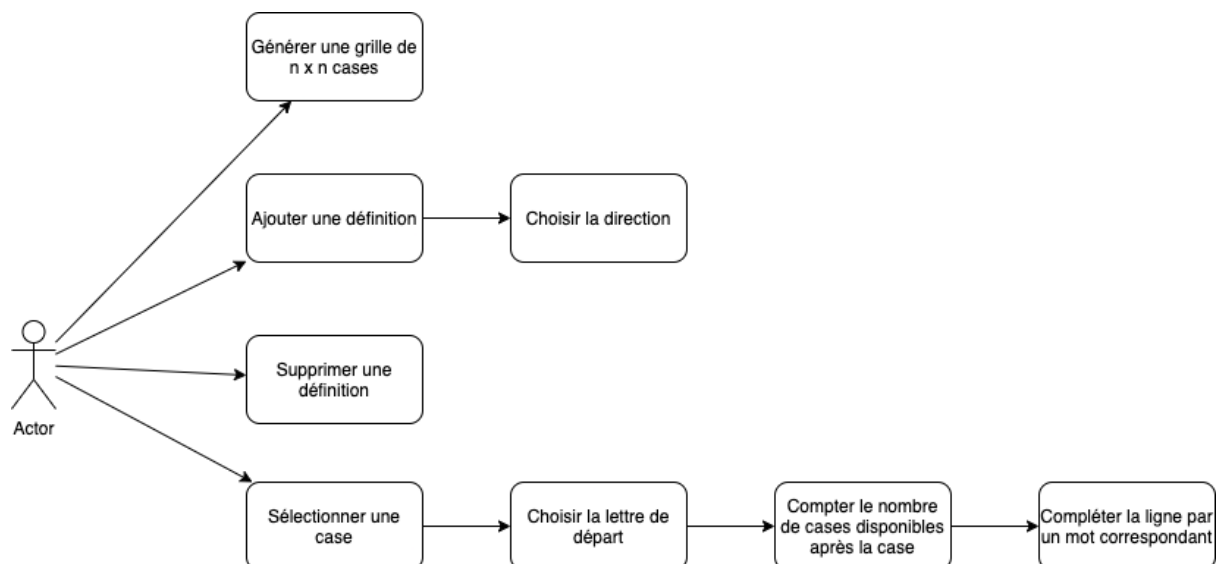 Générer une grille de
n x n cases
Ajouter une définition
Choisir la direction
Supprimer une
définition
Actor
Sélectionner une
case
Choisir la lettre de
départ
Compter le nombre
de cases disponibles
après la case
Compléter la ligne par
un mot correspondant